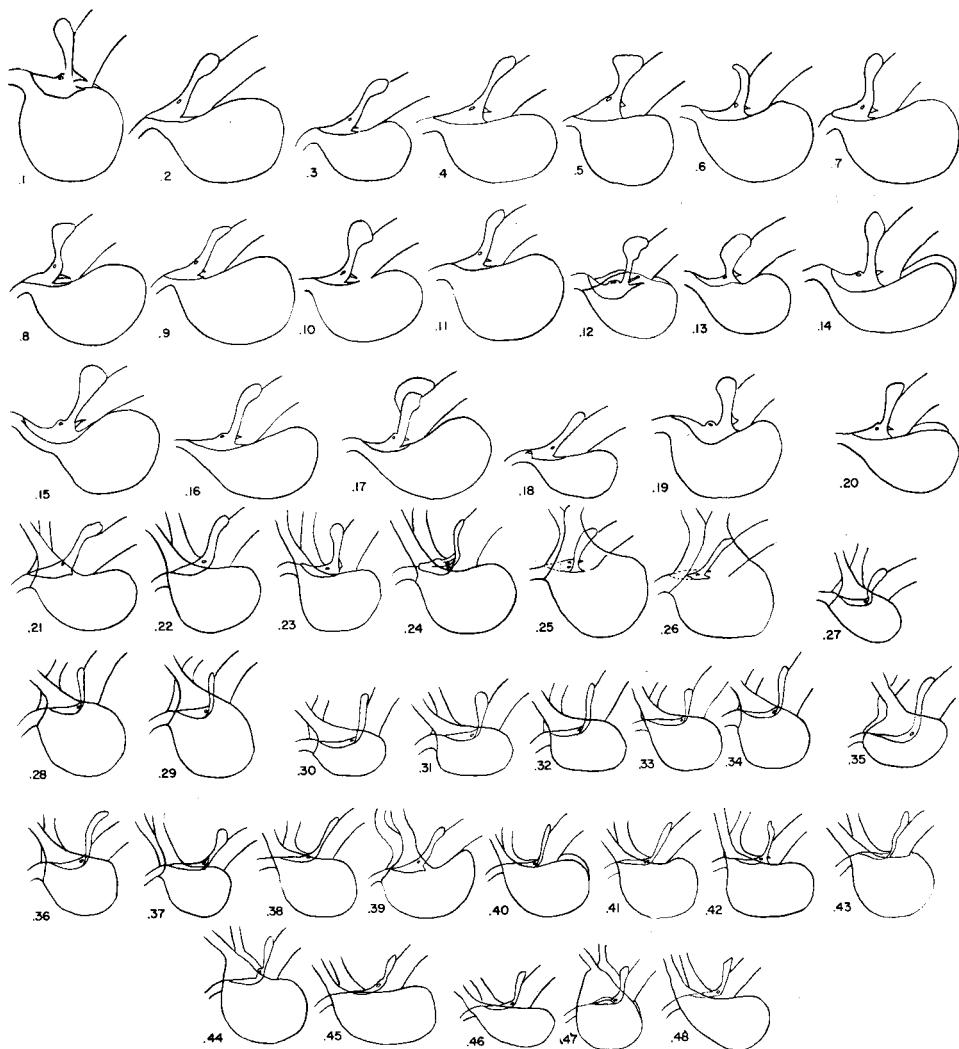 .1 .2 .3 .4 .5 .6 .7
.8 .9 .10 .11 .12 .13 .14
.15 .16 .17 .18 .19 .20
.21 .22 .23 .24 .25 .26 .27
.28 .29 .30 .31 .32 .33 .34 .35
.36 .37 .38 .39 .40 .41 .42 .43
.44 .45 .46 .47 .48